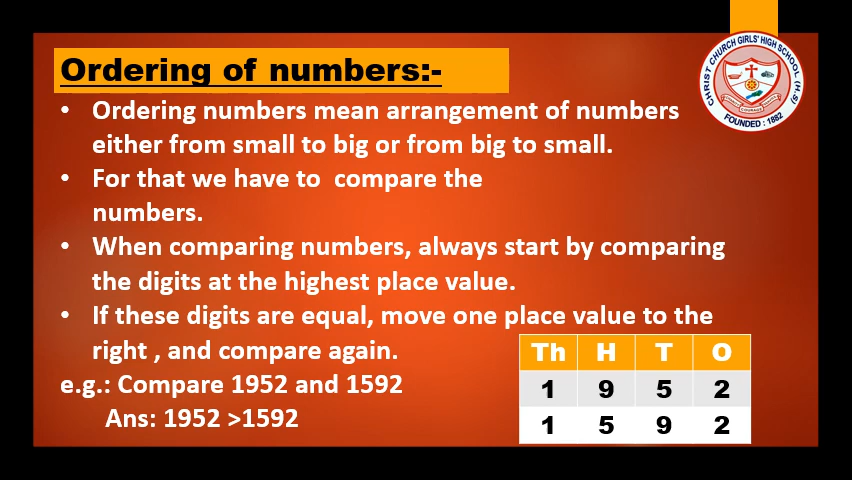 Ordering of numbers:-
• Ordering numbers mean arrangement of numbers
either from small to big or from big to small.
• For that we have to compare the
numbers.
• When comparing numbers, always start by comparing
the digits at the highest place value.
• If these digits are equal, move one place value to the
right , and compare again.
e.g.: Compare 1952 and 1592
Ans: 1952 >1592
Th H T O
1 9 5 2
1 5 9 2
CHRIST CHURCH GIRLS' HIGH SCHOOL (H.S)
FOUNDED : 1882